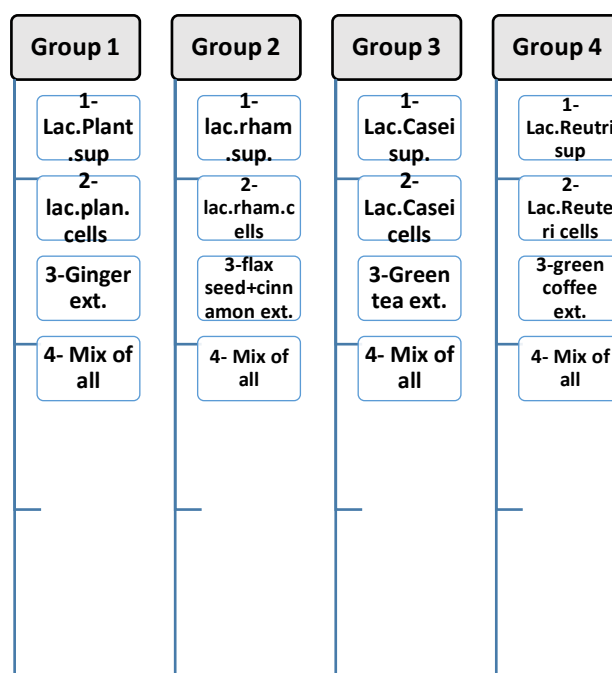 Group 1
1-
Lac.Plant
.sup
2-
lac.plan.
cells
3-Ginger
ext.
4- Mix of
all
Group 2
1-
lac.rham
.sup.
2-
lac.rham.c
ells
3-flax
seed+cinn
amon ext.
4- Mix of
all
Group 3
1-
Lac.Casei
sup.
2-
Lac.Casei
cells
3-Green
tea ext.
4- Mix of
all
Group 4
1-
Lac.Reutri
sup
2-
Lac.Reute
ri cells
3-green
coffee
ext.
4- Mix of
all